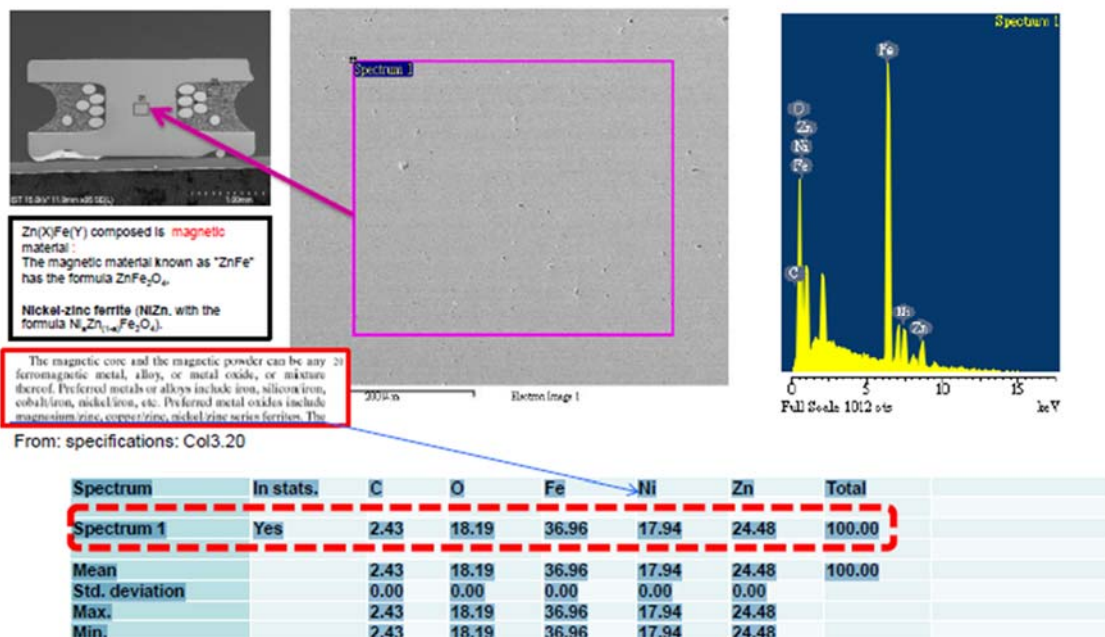 Spectrum 1
Spectrum 1
Fe
O
Zn
Ni
Fe
C
Ni
Zn
0 5 10 15
Full Scale 1012 cts keV
Electron Image 1
1.00mm
Zn(X)Fe(Y) composed is magnetic
material :
The magnetic material known as "ZnFe"
has the formula ZnFe₂O₄.
Nickel-zinc ferrite (NiZn, with the
formula NiₓZn₍₁₋ₓ₎Fe₂O₄).
The magnetic core and the magnetic powder can be any 20
ferromagnetic metal, alloy, or metal oxide, or mixture
thereof. Preferred metals or alloys include iron, silicon/iron,
cobalt/iron, nickel/iron, etc. Preferred metal oxides include
magnesium/zinc, copper/zinc, nickel/zinc series ferrites. The
From: specifications: Col3.20
Spectrum In stats. C O Fe Ni Zn Total
Spectrum 1 Yes 2.43 18.19 36.96 17.94 24.48 100.00
Mean 2.43 18.19 36.96 17.94 24.48 100.00
Std. deviation 0.00 0.00 0.00 0.00 0.00
Max. 2.43 18.19 36.96 17.94 24.48
Min. 2.43 18.19 36.96 17.94 24.48